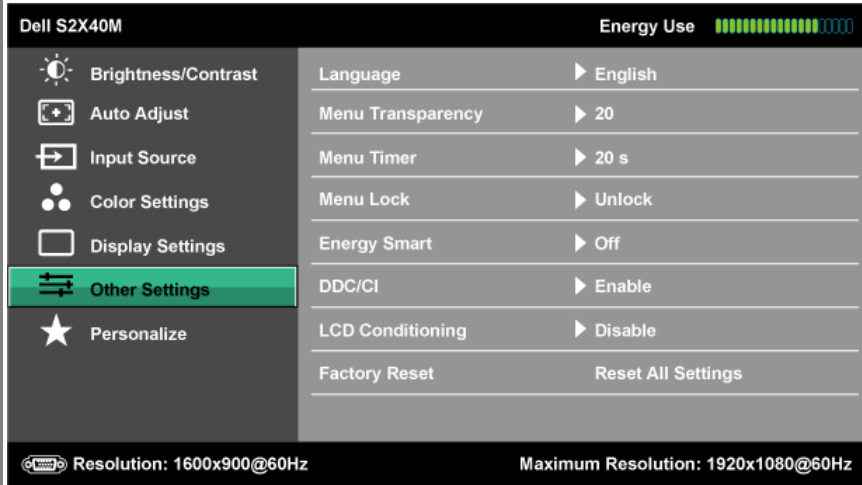 Dell S2X40M Energy Use
Brightness/Contrast
Auto Adjust
Input Source
Color Settings
Display Settings
Other Settings
Personalize
Language English
Menu Transparency 20
Menu Timer 20 s
Menu Lock Unlock
Energy Smart Off
DDC/CI Enable
LCD Conditioning Disable
Factory Reset Reset All Settings
Resolution: 1600x900@60Hz Maximum Resolution: 1920x1080@60Hz